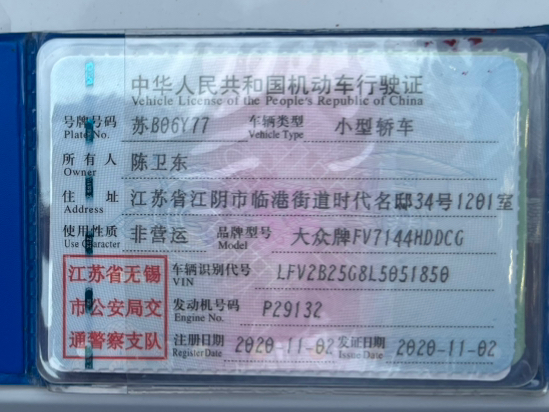 中华人民共和国机动车行驶证
Vehicle License of the People's Republic of China
号牌号码 苏B06Y77 车辆类型 小型轿车
Plate No. Vehicle Type
所有人 陈卫东
Owner
住址 江苏省江阴市临港街道时代名邸34号1201室
Address
使用性质 非营运 品牌型号 大众牌FV7144HDDCG
Use Character Model
江苏省无锡
市公安局交
通警察支队
车辆识别代号 LFV2B25G8L5051850
VIN
发动机号码 P29132
Engine No.
注册日期 2020-11-02 发证日期 2020-11-02
Register Date Issue Date